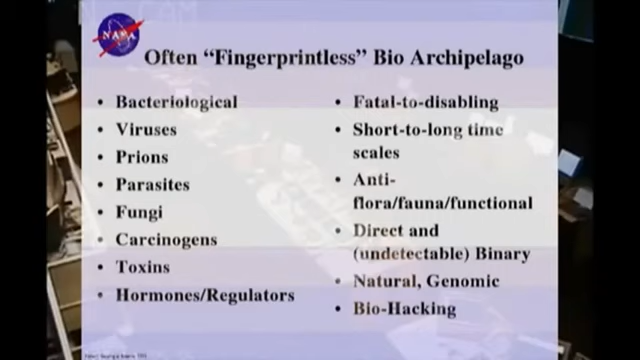 NASA
Often “Fingerprintless” Bio Archipelago
• Bacteriological
• Viruses
• Prions
• Parasites
• Fungi
• Carcinogens
• Toxins
• Hormones/Regulators
• Fatal-to-disabling
• Short-to-long time
scales
• Anti-
flora/fauna/functional
• Direct and
(undetectable) Binary
• Natural, Genomic
• Bio-Hacking